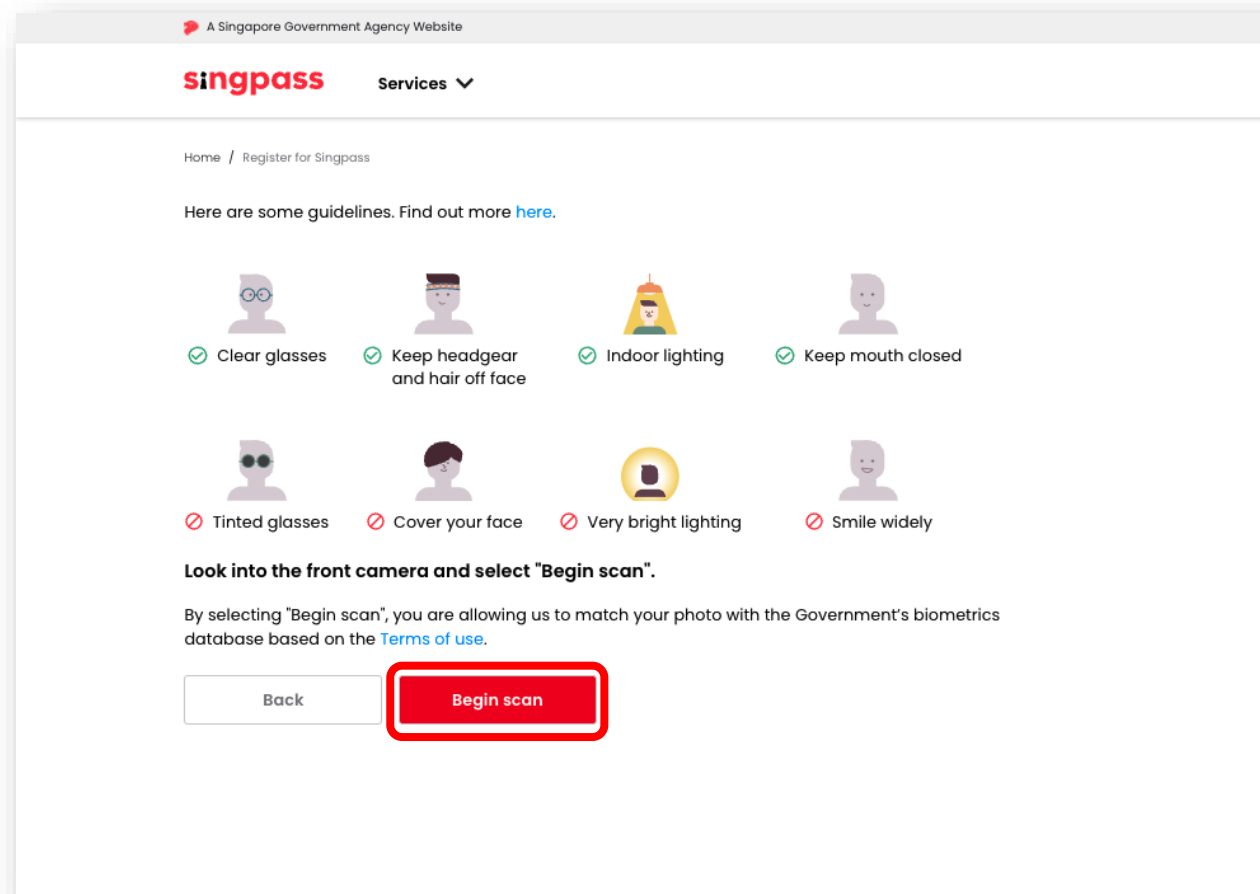 A Singapore Government Agency Website
singpass
Services
Home / Register for Singpass
Here are some guidelines. Find out more here.
Clear glasses
Keep headgear
and hair off face
Indoor lighting
Keep mouth closed
Tinted glasses
Cover your face
Very bright lighting
Smile widely
Look into the front camera and select "Begin scan".
By selecting "Begin scan", you are allowing us to match your photo with the Government’s biometrics
database based on the Terms of use.
Back
Begin scan